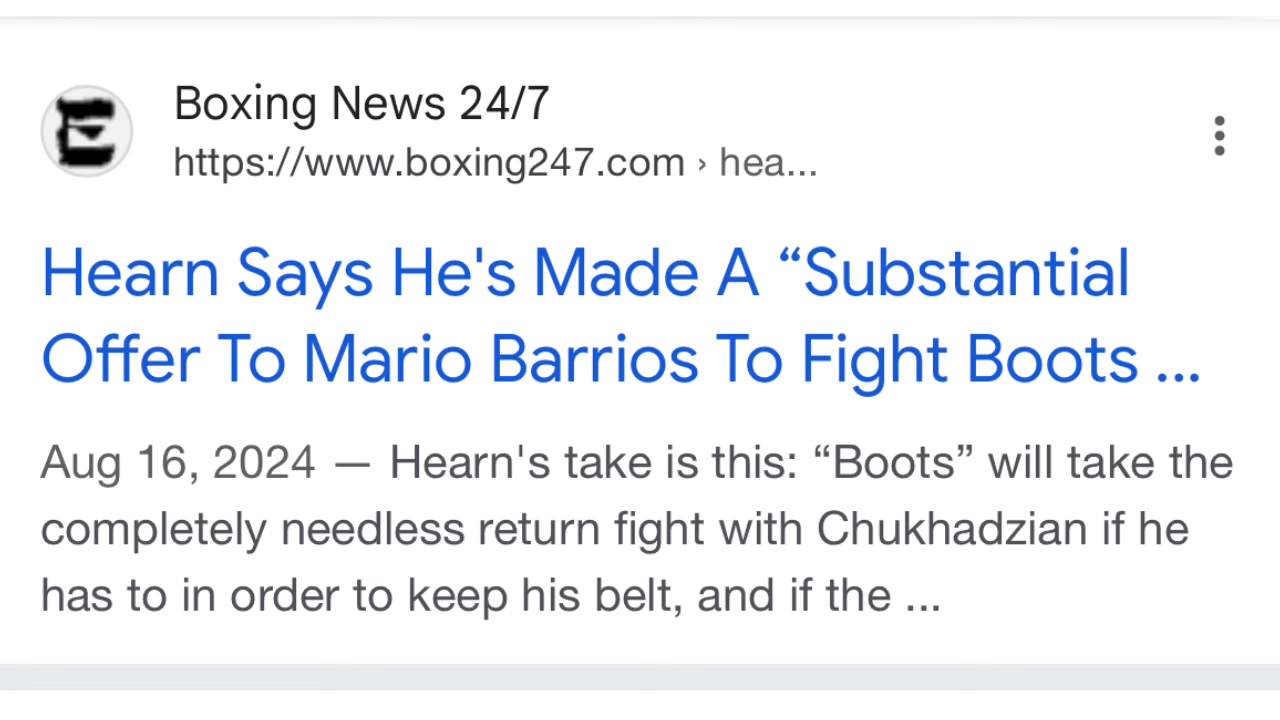 Boxing News 24/7
https://www.boxing247.com › hea...
Hearn Says He's Made A “Substantial
Offer To Mario Barrios To Fight Boots ...
Aug 16, 2024 — Hearn's take is this: “Boots” will take the
completely needless return fight with Chukhadzian if he
has to in order to keep his belt, and if the ...